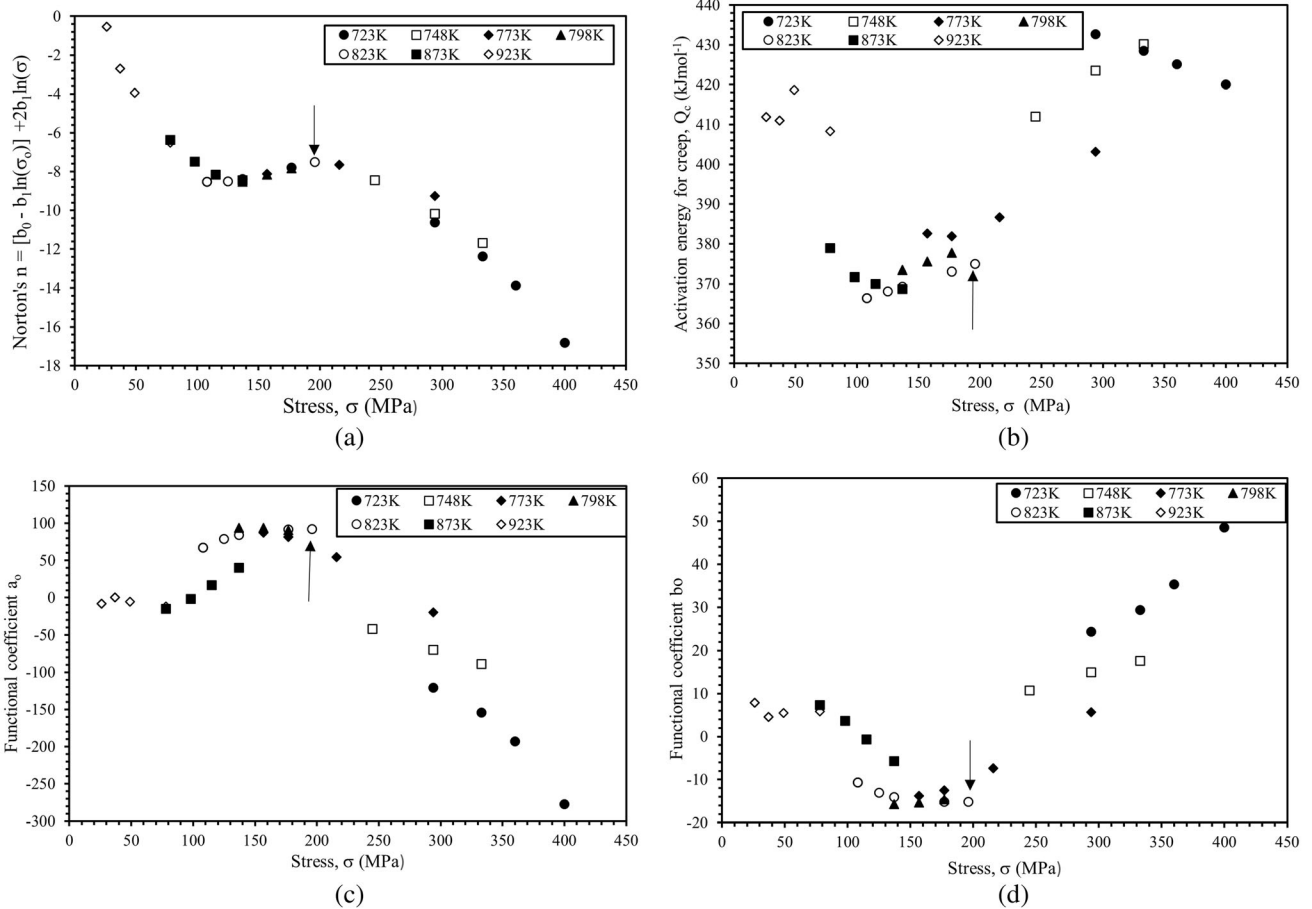 Norton's n = [b0 - b1ln(σo)] +2b1ln(σ)
0
-2
-4
-6
-8
-10
-12
-14
-16
-18
723K 748K 773K 798K
823K 873K 923K
0 50 100 150 200 250 300 350 400 450
Stress, σ (MPa)
(a)
Activation energy for creep, Qc (kJmol-1)
440
430
420
410
400
390
380
370
360
350
723K 748K 773K 798K
823K 873K 923K
0 50 100 150 200 250 300 350 400 450
Stress, σ (MPa)
(b)
Functional coefficient ao
150
100
50
0
-50
-100
-150
-200
-250
-300
723K 748K 773K 798K
823K 873K 923K
0 50 100 150 200 250 300 350 400 450
Stress, σ (MPa)
(c)
Functional coefficient bo
60
50
40
30
20
10
0
-10
-20
723K 748K 773K 798K
823K 873K 923K
0 50 100 150 200 250 300 350 400 450
Stress, σ (MPa)
(d)